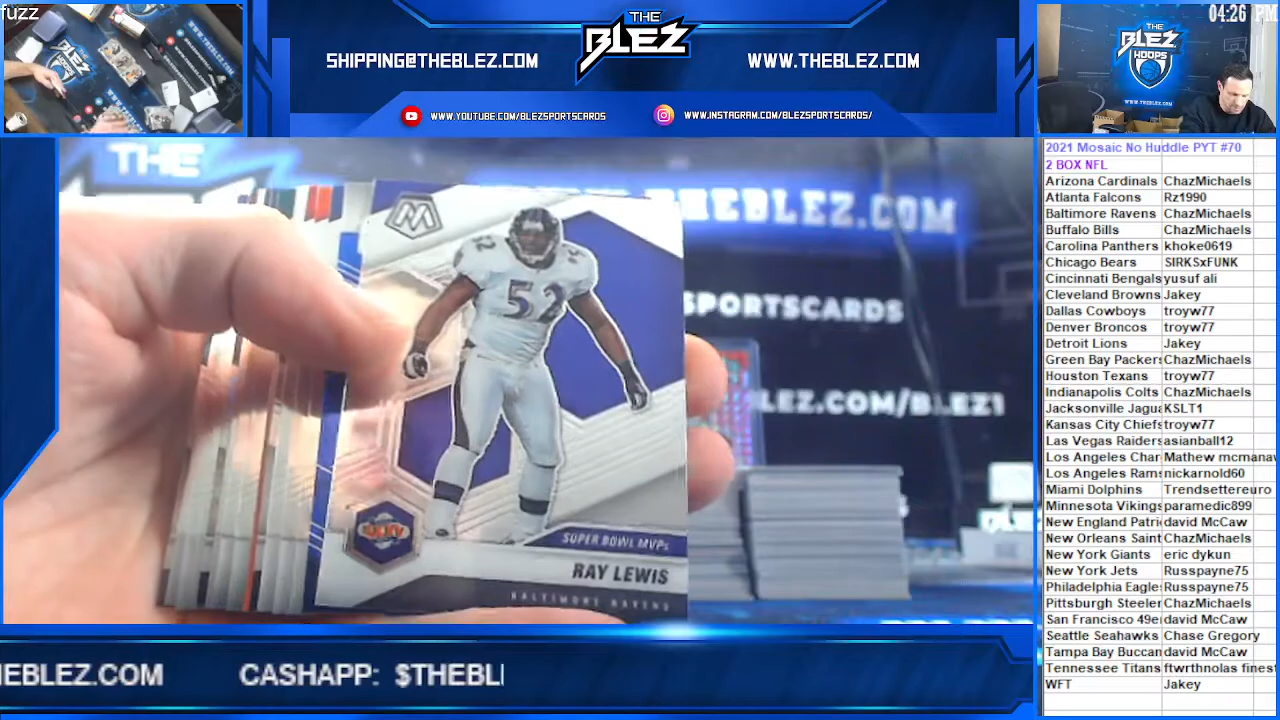 fuzz
THE
BLEZ
SHIPPING@THEBLEZ.COM
WWW.THEBLEZ.COM
WWW.YOUTUBE.COM/BLEZSPORTSCARDS
WWW.INSTAGRAM.COM/BLEZSPORTSCARDS/
04:26 PM
THE
BLEZ
HOOPS
THE
HEBLEZ.COM
SPORTSCARDS
LEZ.COM/BLEZ1
M
52
SUPER BOWL MVPs
RAY LEWIS
BALTIMORE RAVENS
2021 Mosaic No Huddle PYT #70
2 BOX NFL
Arizona Cardinals ChazMichaels
Atlanta Falcons Rz1990
Baltimore Ravens ChazMichaels
Buffalo Bills ChazMichaels
Carolina Panthers khoke0619
Chicago Bears SIRKSxFUNK
Cincinnati Bengals yusuf ali
Cleveland Browns Jakey
Dallas Cowboys troyw77
Denver Broncos troyw77
Detroit Lions Jakey
Green Bay Packers ChazMichaels
Houston Texans troyw77
Indianapolis Colts ChazMichaels
Jacksonville Jagua KSLT1
Kansas City Chiefs troyw77
Las Vegas Raiders asianball12
Los Angeles Char Mathew mcmanaw
Los Angeles Rams nickarnold60
Miami Dolphins Trendsettereuro
Minnesota Vikings paramedic899
New England Patri david McCaw
New Orleans Saint ChazMichaels
New York Giants eric dykun
New York Jets Russpayne75
Philadelphia Eagle Russpayne75
Pittsburgh Steeler ChazMichaels
San Francisco 49e david McCaw
Seattle Seahawks Chase Gregory
Tampa Bay Buccan david McCaw
Tennessee Titans ftwrthnolas finest
WFT Jakey
HEBLEZ.COM CASHAPP: $THEBL